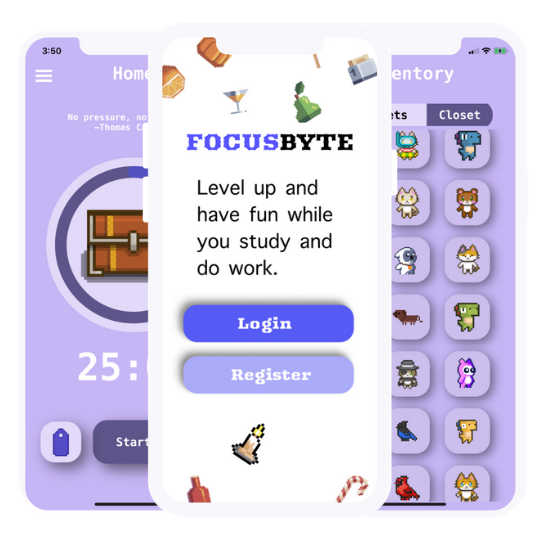 3:50
Home
No pressure, no
—Thomas Ca
25:
Start
FOCUSBYTE
Level up and
have fun while
you study and
do work.
Login
Register
entory
ets
Closet